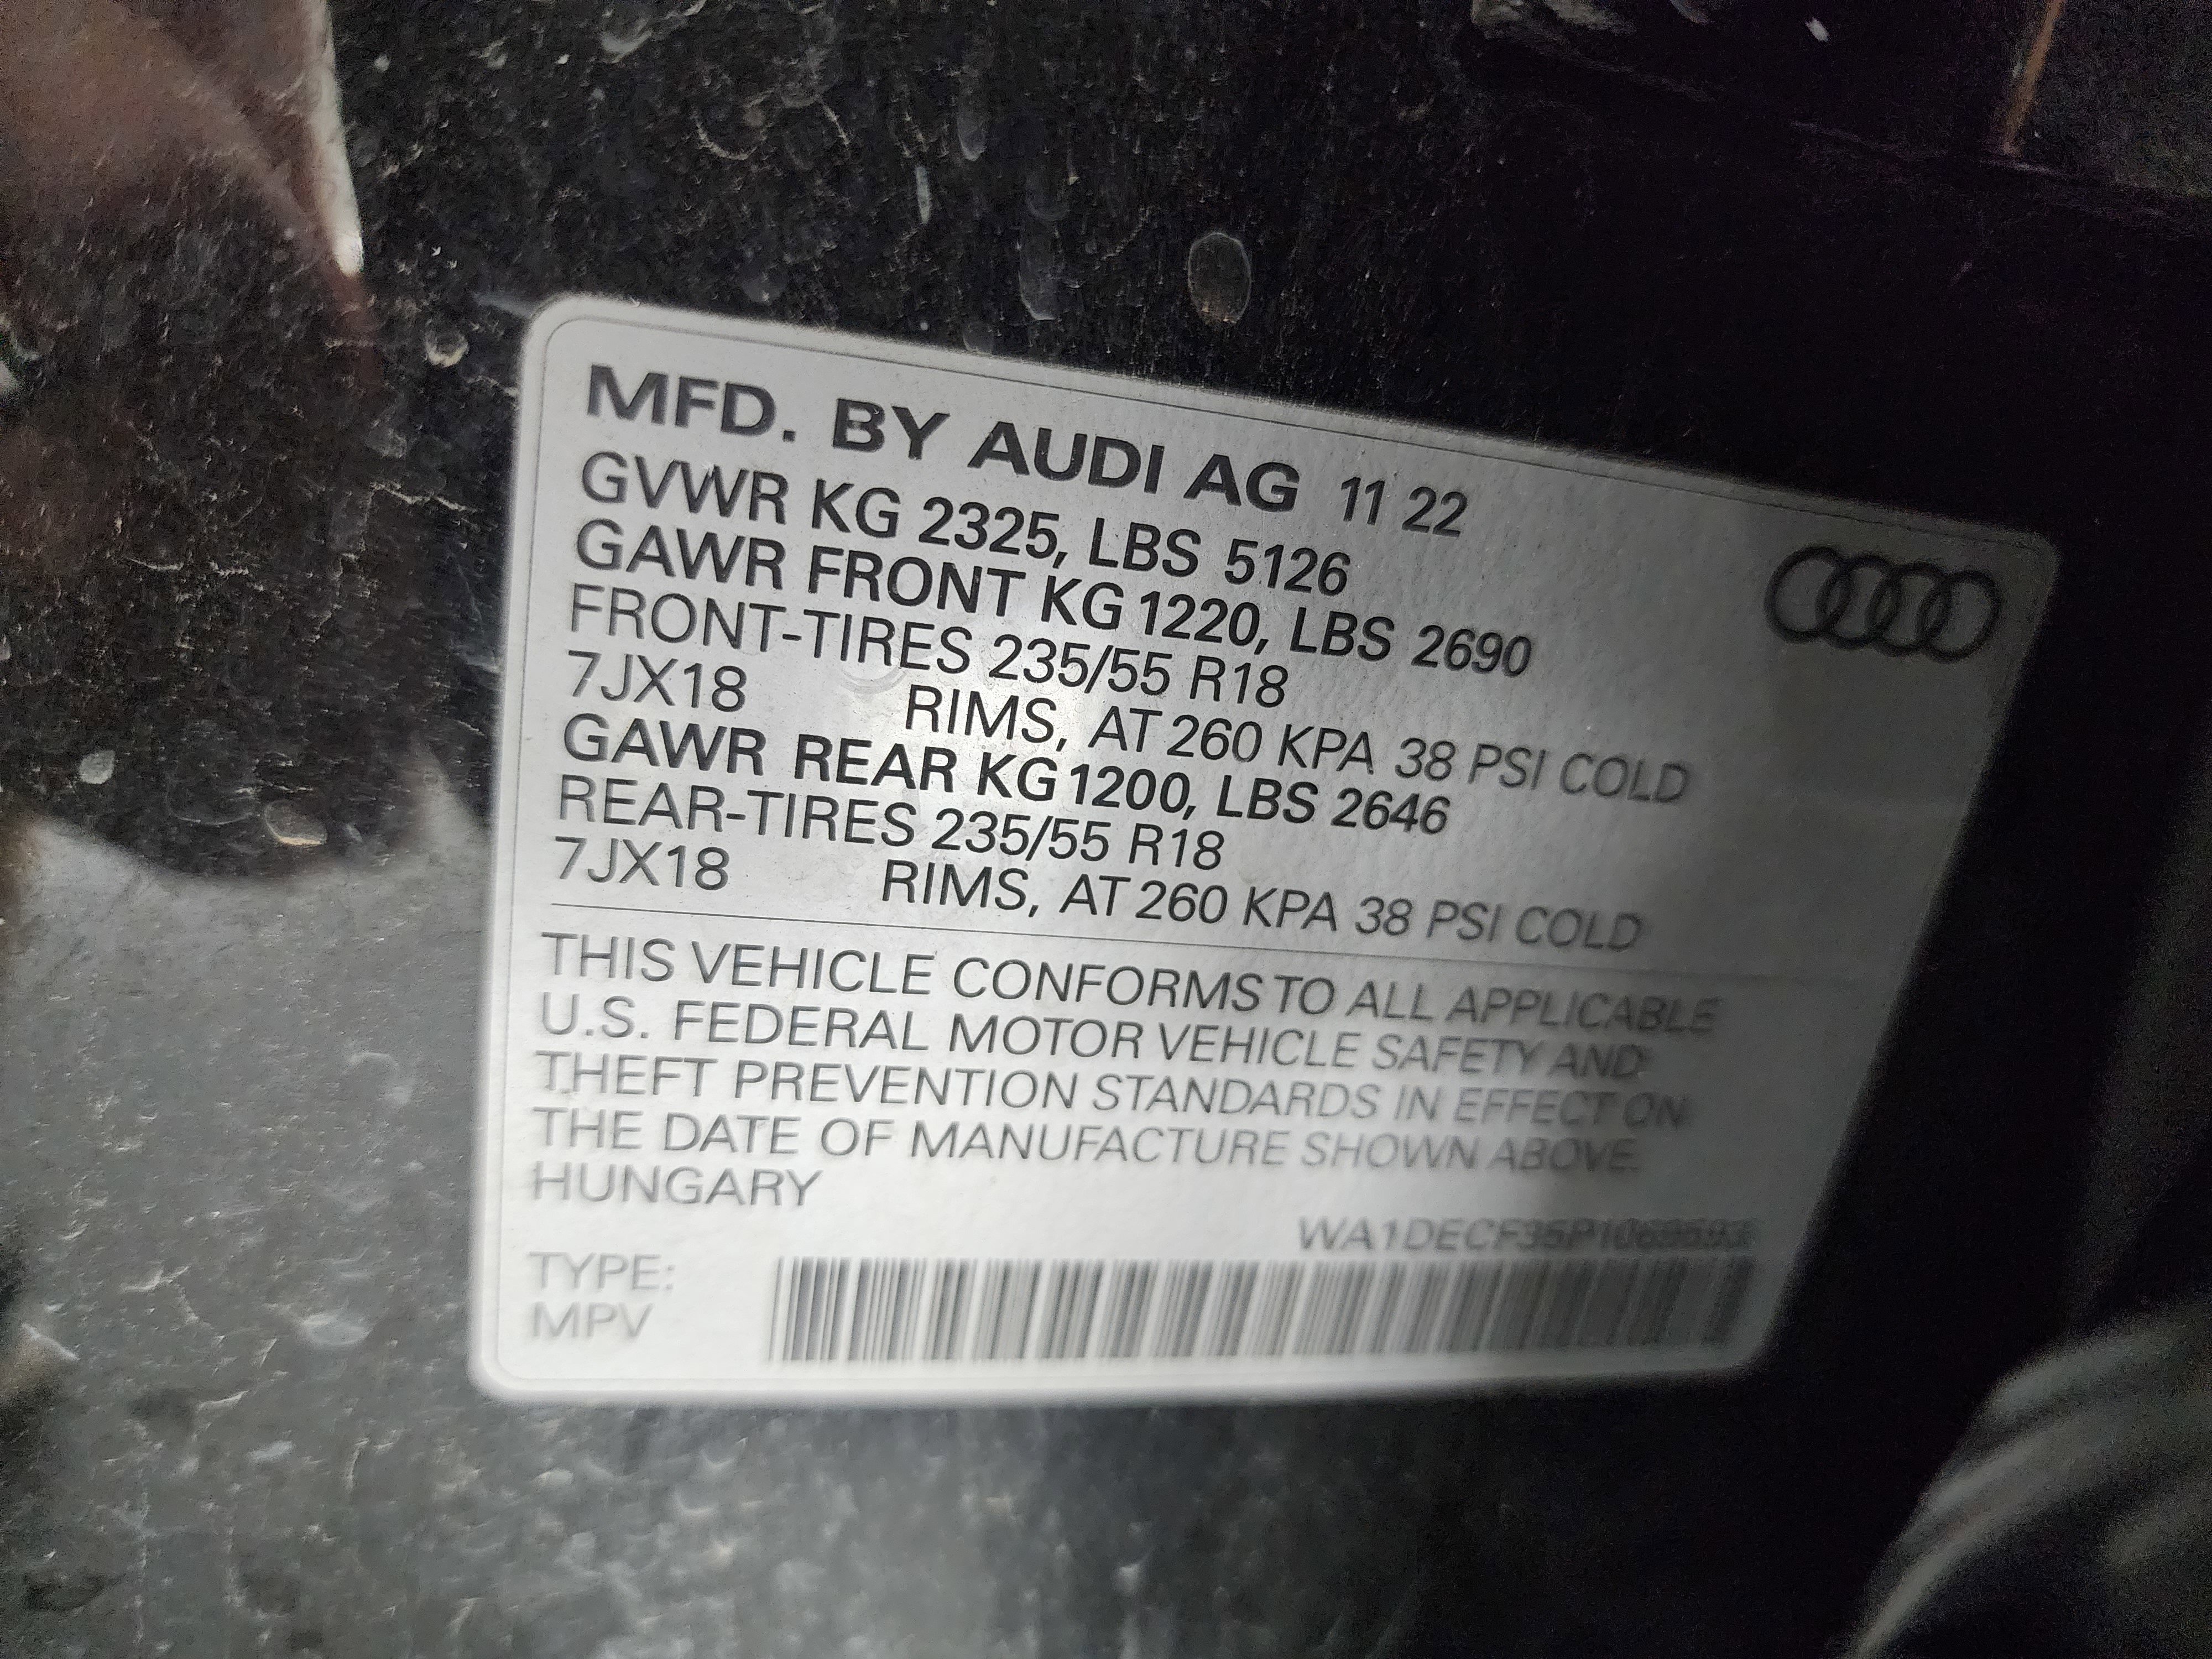 MFD. BY AUDI AG 11 22
GVWR KG 2325, LBS 5126
GAWR FRONT KG 1220, LBS 2690
FRONT-TIRES 235/55 R18
7JX18 RIMS, AT 260 KPA 38 PSI COLD
GAWR REAR KG 1200, LBS 2646
REAR-TIRES 235/55 R18
7JX18 RIMS, AT 260 KPA 38 PSI COLD
THIS VEHICLE CONFORMS TO ALL APPLICABLE
U.S. FEDERAL MOTOR VEHICLE SAFETY AND
THEFT PREVENTION STANDARDS IN EFFECT ON
THE DATE OF MANUFACTURE SHOWN ABOVE.
HUNGARY
TYPE:
MPV